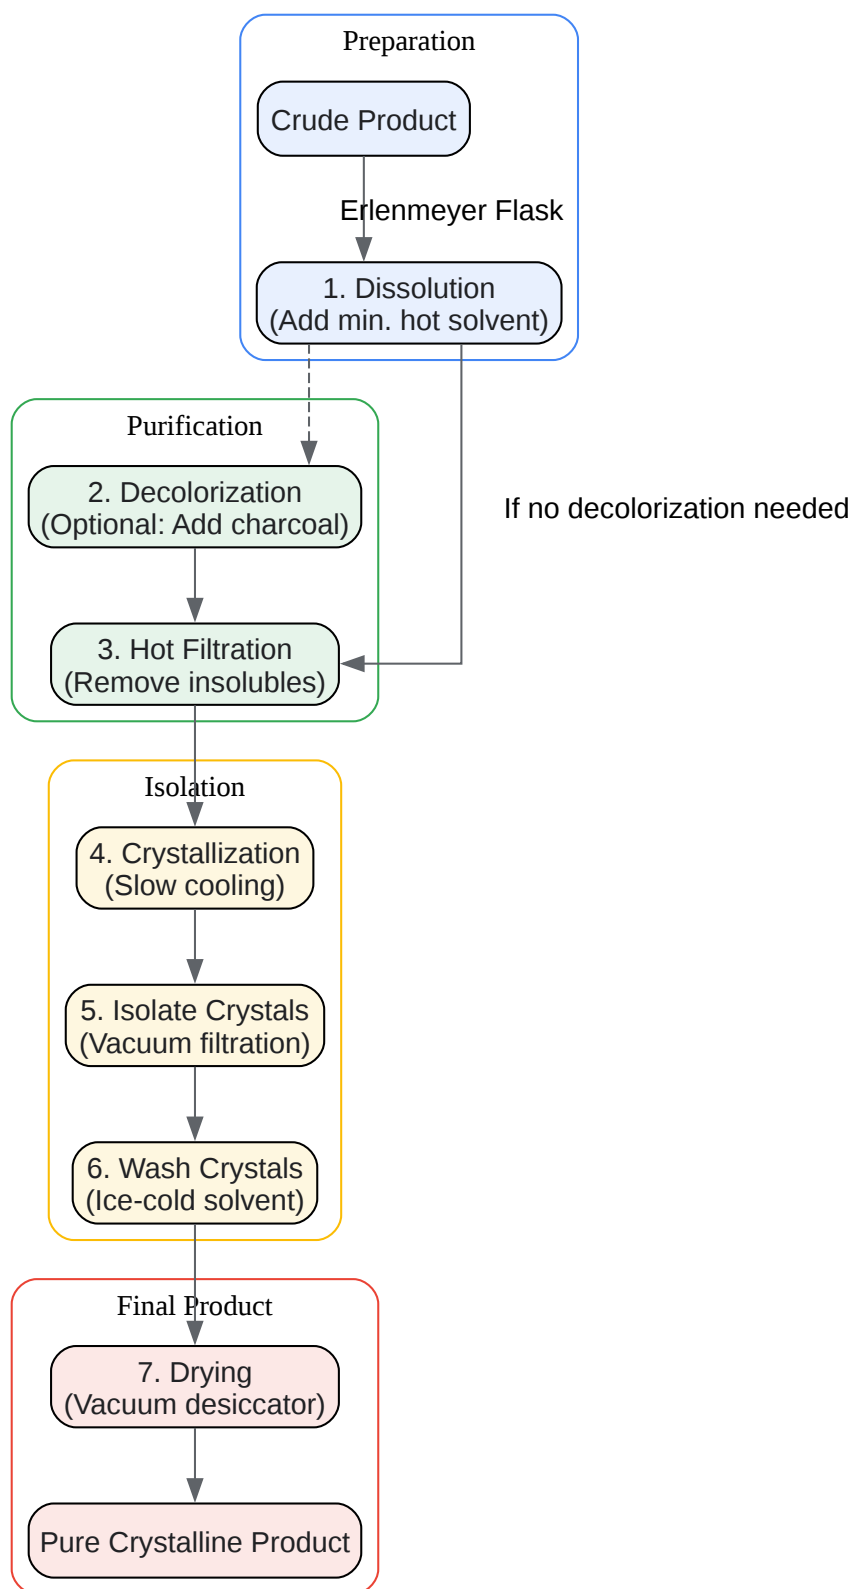 Preparation
Crude Product
Erlenmeyer Flask
1. Dissolution
(Add min. hot solvent)
Purification
2. Decolorization
(Optional: Add charcoal)
If no decolorization needed
3. Hot Filtration
(Remove insolubles)
Isolation
4. Crystallization
(Slow cooling)
5. Isolate Crystals
(Vacuum filtration)
6. Wash Crystals
(Ice-cold solvent)
Final Product
7. Drying
(Vacuum desiccator)
Pure Crystalline Product